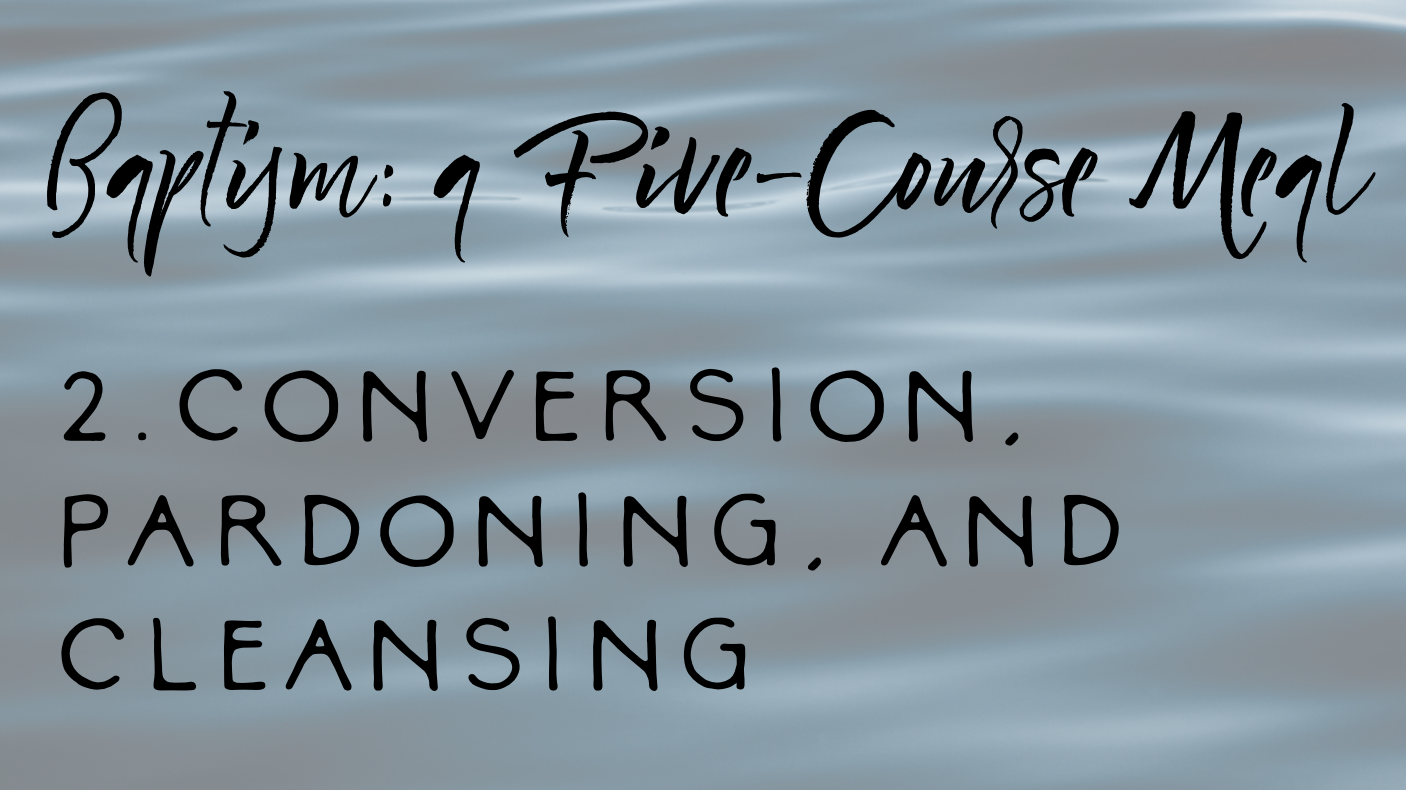 Baptism: a Five-Course Meal
2. CONVERSION,
PARDONING, AND
CLEANSING